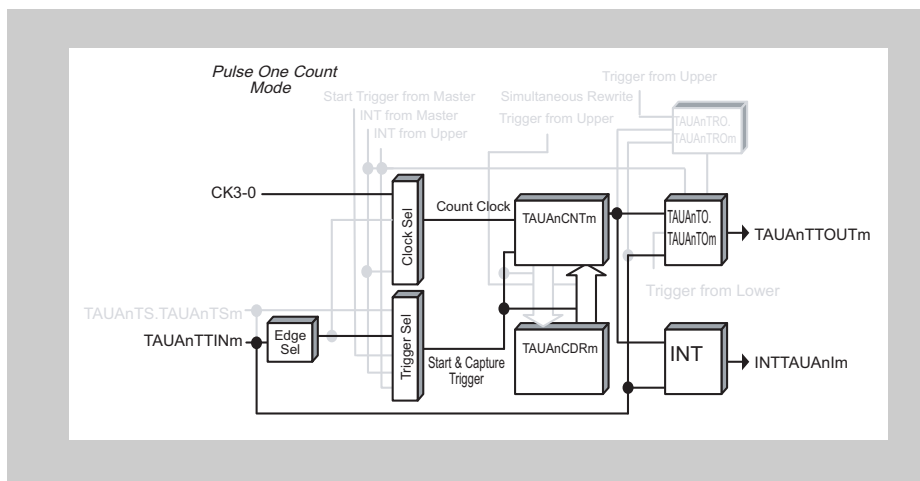 Pulse One Count
Mode
Trigger from Upper
Start Trigger from Master
Simultaneous Rewrite
INT from Master
Trigger from Upper
INT from Upper
TAUAnTRO.
TAUAnTROm
CK3-0
Clock Sel
Count Clock
TAUAnCNTm
TAUAnTO.
TAUAnTOm
TAUAnTTOUTm
Trigger from Lower
TAUAnTS.TAUAnTSm
TAUAnTTINm
Edge
Sel
Trigger Sel
Start & Capture
Trigger
TAUAnCDRm
INT
INTTAUAnIm